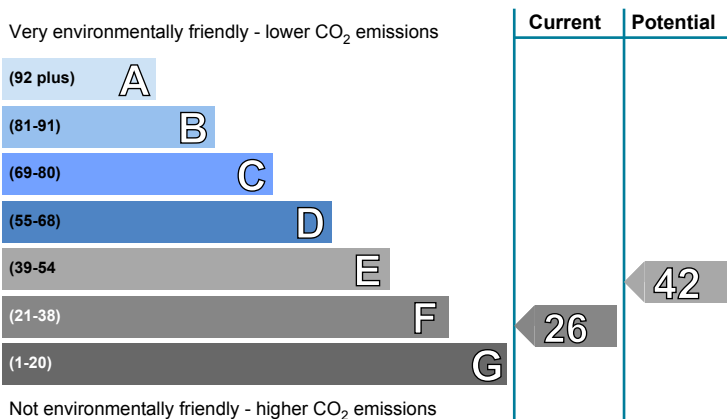 Current Potential
Very environmentally friendly - lower CO2 emissions
(92 plus) A
(81-91) B
(69-80) C
(55-68) D
(39-54 E
42
(21-38) F
26
(1-20) G
Not environmentally friendly - higher CO2 emissions